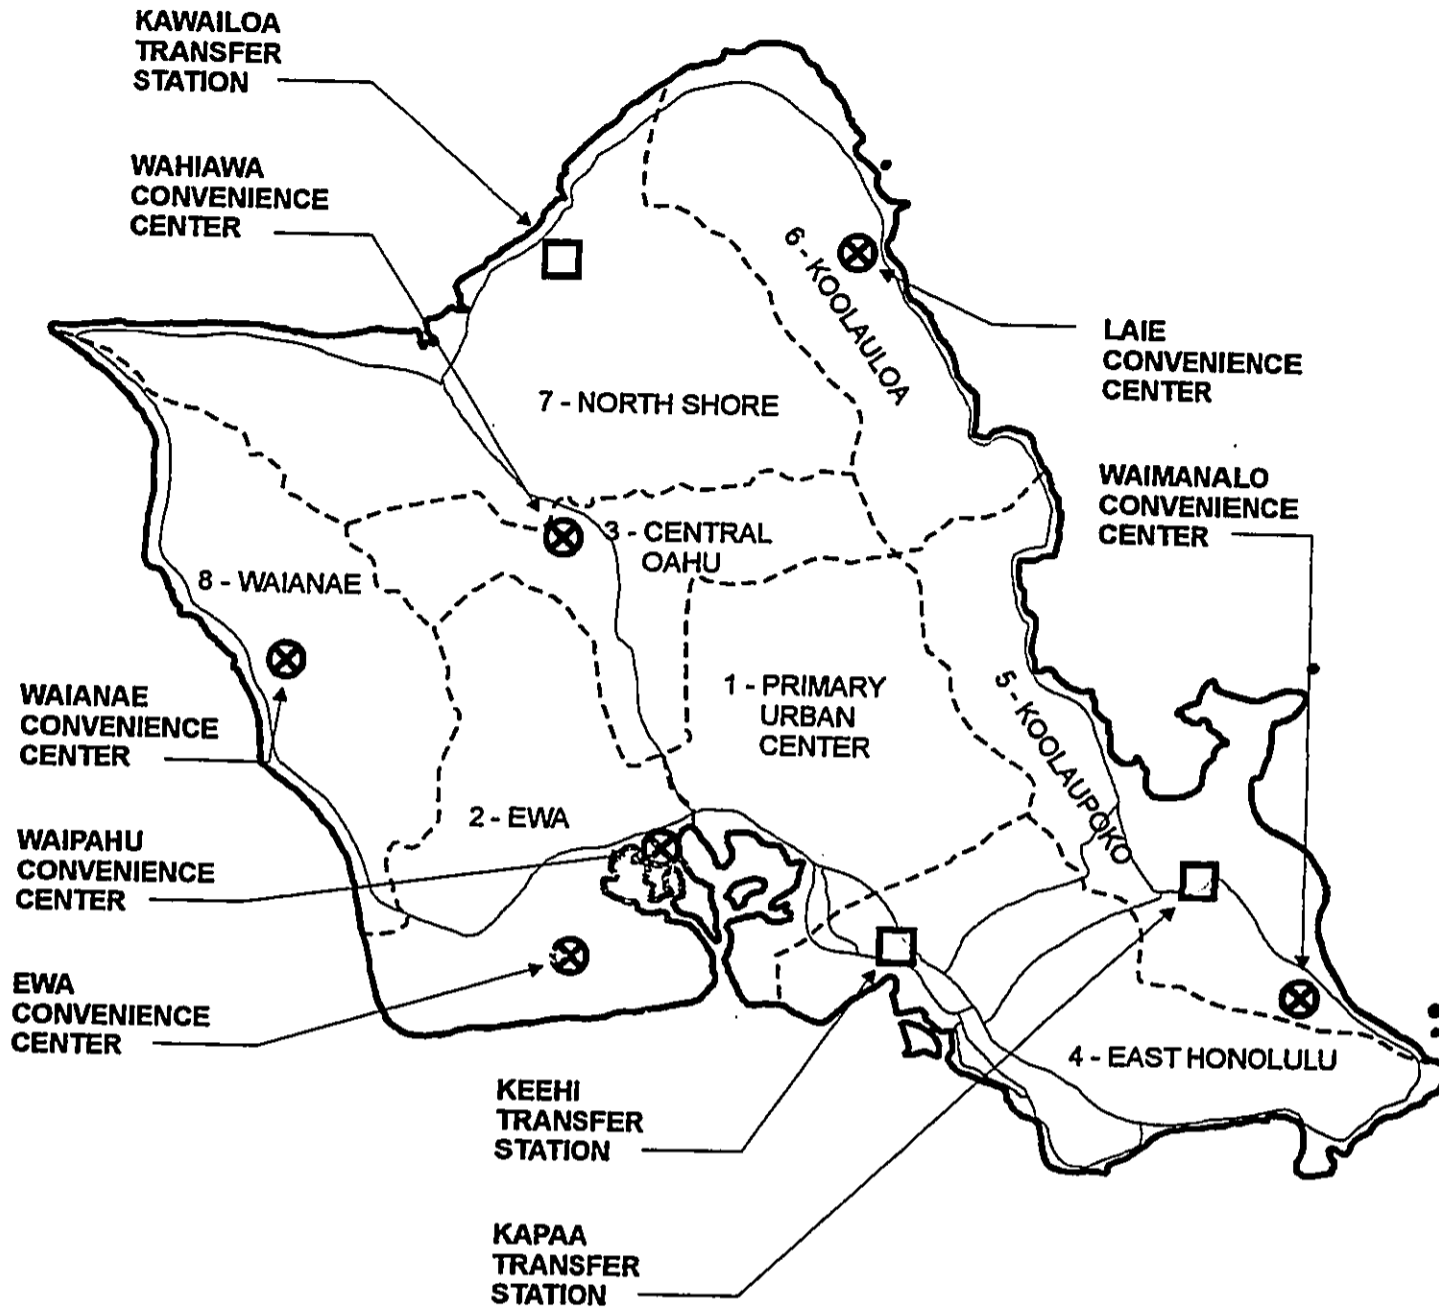 KAWAILOA
TRANSFER
STATION
WAHIAWA
CONVENIENCE
CENTER
6 - KOOLAULOA
LAIE
CONVENIENCE
CENTER
7 - NORTH SHORE
WAIMANALO
CONVENIENCE
CENTER
3 - CENTRAL
OAHU
8 - WAIANAE
1 - PRIMARY
URBAN
CENTER
5 - KOOLAUPOKO
WAIANAE
CONVENIENCE
CENTER
2 - EWA
WAIPAHU
CONVENIENCE
CENTER
EWA
CONVENIENCE
CENTER
4 - EAST HONOLULU
KEEHI
TRANSFER
STATION
KAPAA
TRANSFER
STATION